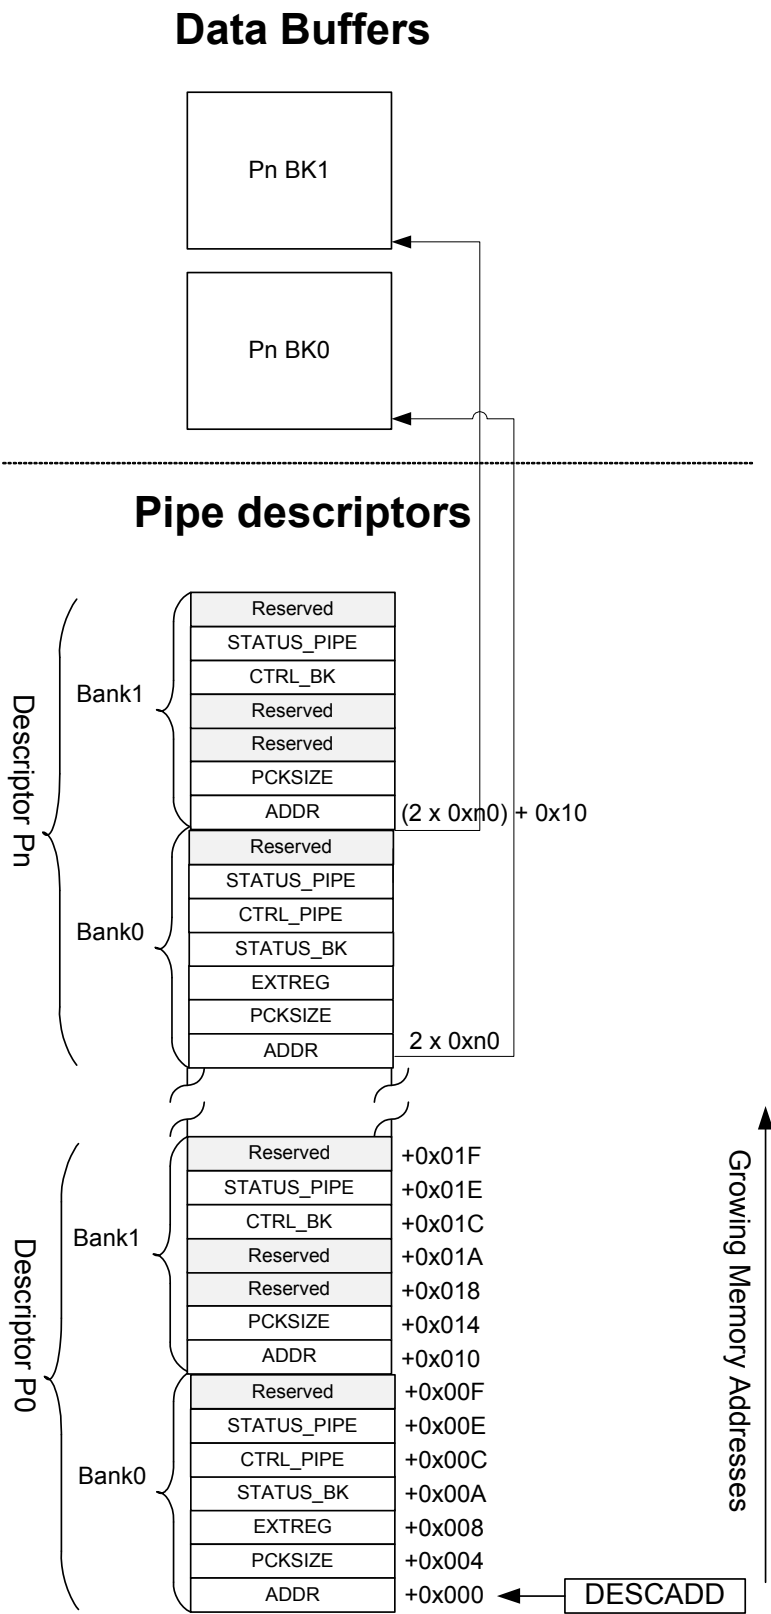 Data Buffers
Pn BK1
Pn BK0
Pipe descriptors
Descriptor Pn
Bank1
Reserved
STATUS_PIPE
CTRL_BK
Reserved
Reserved
PCKSIZE
ADDR (2 x 0xn0) + 0x10
Bank0
Reserved
STATUS_PIPE
CTRL_PIPE
STATUS_BK
EXTREG
PCKSIZE
ADDR 2 x 0xn0
Descriptor P0
Bank1
Reserved +0x01F
STATUS_PIPE +0x01E
CTRL_BK +0x01C
Reserved +0x01A
Reserved +0x018
PCKSIZE +0x014
ADDR +0x010
Bank0
Reserved +0x00F
STATUS_PIPE +0x00E
CTRL_PIPE +0x00C
STATUS_BK +0x00A
EXTREG +0x008
PCKSIZE +0x004
ADDR +0x000 DESCADD
Growing Memory Addresses